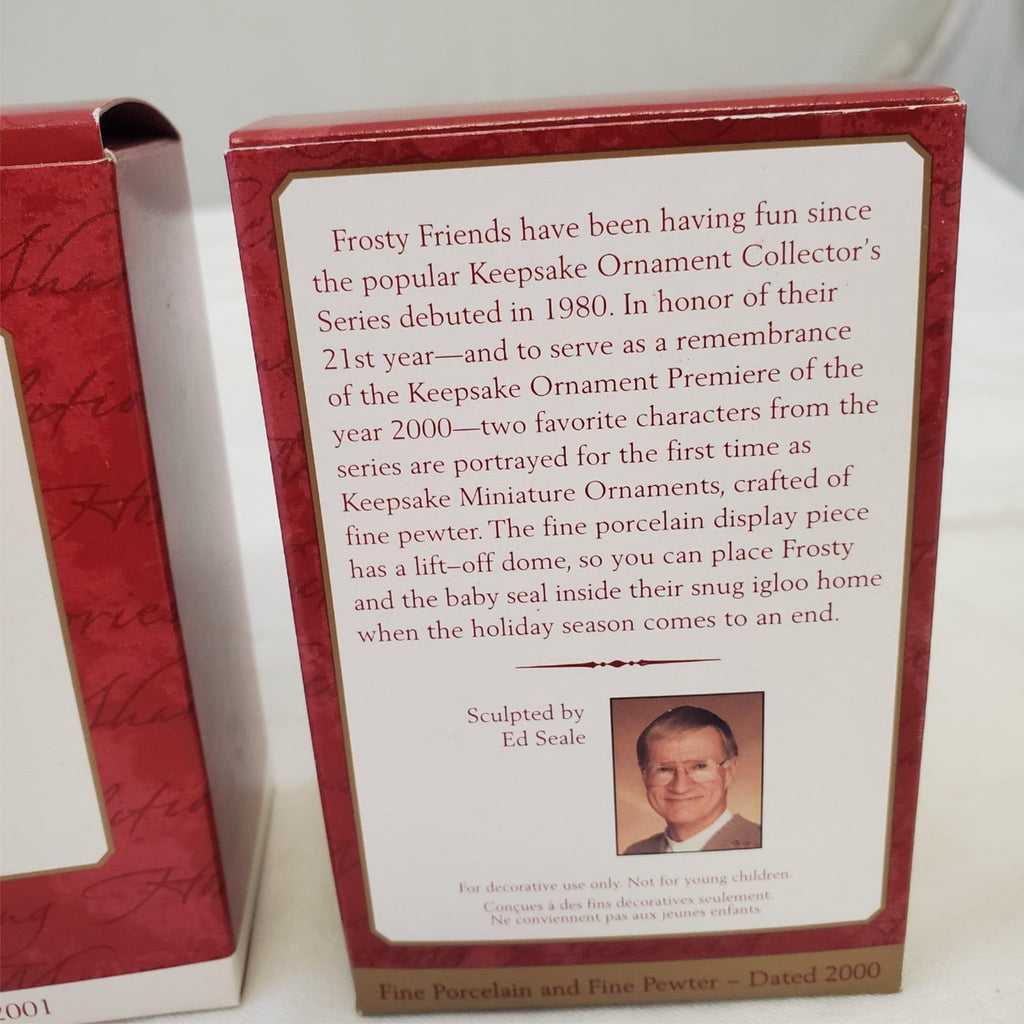 Frosty Friends have been having fun since
the popular Keepsake Ornament Collector's
Series debuted in 1980. In honor of their
21st year—and to serve as a remembrance
of the Keepsake Ornament Premiere of the
year 2000—two favorite characters from the
series are portrayed for the first time as
Keepsake Miniature Ornaments, crafted of
fine pewter. The fine porcelain display piece
has a lift-off dome, so you can place Frosty
and the baby seal inside their snug igloo home
when the holiday season comes to an end.
Sculpted by
Ed Seale
For decorative use only. Not for young children.
Conçues à des fins décoratives seulement.
Ne conviennent pas aux jeunes enfants.
Fine Porcelain and Fine Pewter ~ Dated 2000
2001